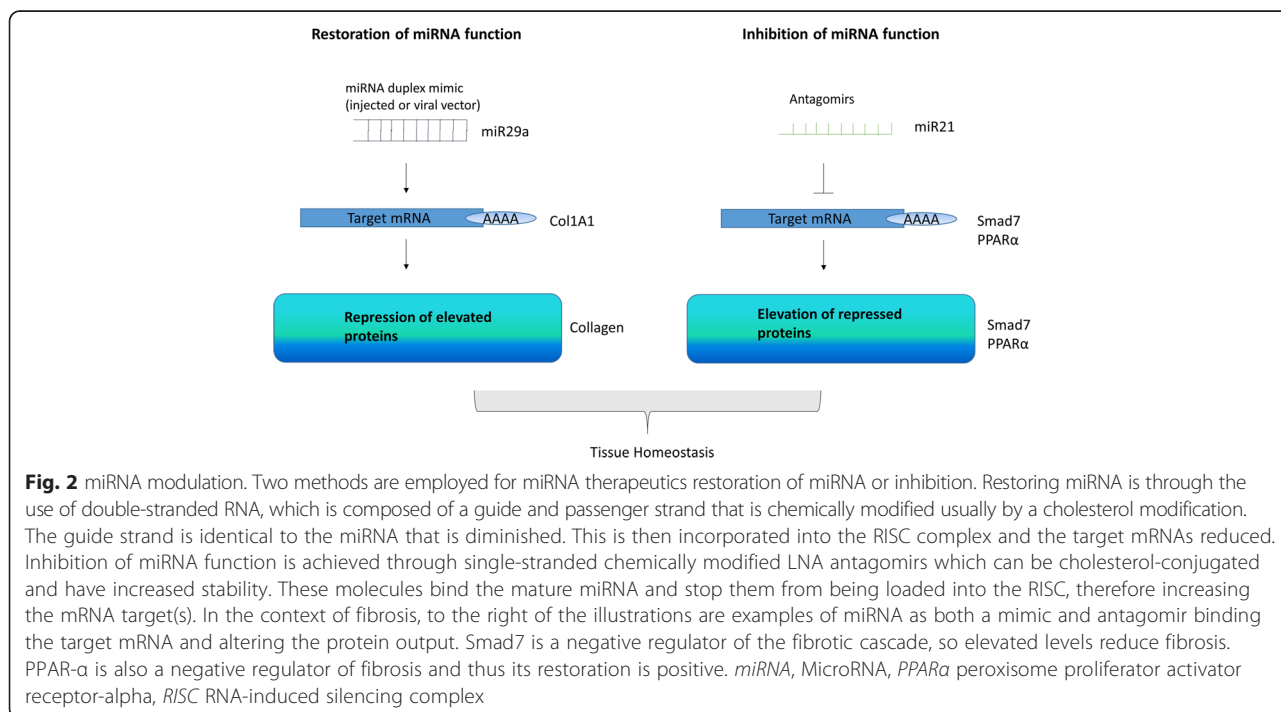 Restoration of miRNA function
miRNA duplex mimic
(injected or viral vector)
miR29a
Target mRNA
AAAA
Col1A1
Repression of elevated
proteins
Collagen
Inhibition of miRNA function
Antagomirs
miR21
Target mRNA
AAAA
Smad7
PPARα
Elevation of repressed
proteins
Smad7
PPARα
Tissue Homeostasis
Fig. 2 miRNA modulation. Two methods are employed for miRNA therapeutics restoration of miRNA or inhibition. Restoring miRNA is through the
use of double-stranded RNA, which is composed of a guide and passenger strand that is chemically modified usually by a cholesterol modification.
The guide strand is identical to the miRNA that is diminished. This is then incorporated into the RISC complex and the target mRNAs reduced.
Inhibition of miRNA function is achieved through single-stranded chemically modified LNA antagomirs which can be cholesterol-conjugated
and have increased stability. These molecules bind the mature miRNA and stop them from being loaded into the RISC, therefore increasing
the mRNA target(s). In the context of fibrosis, to the right of the illustrations are examples of miRNA as both a mimic and antagomir binding
the target mRNA and altering the protein output. Smad7 is a negative regulator of the fibrotic cascade, so elevated levels reduce fibrosis.
PPAR-α is also a negative regulator of fibrosis and thus its restoration is positive. miRNA, MicroRNA, PPARα peroxisome proliferator activator
receptor-alpha, RISC RNA-induced silencing complex